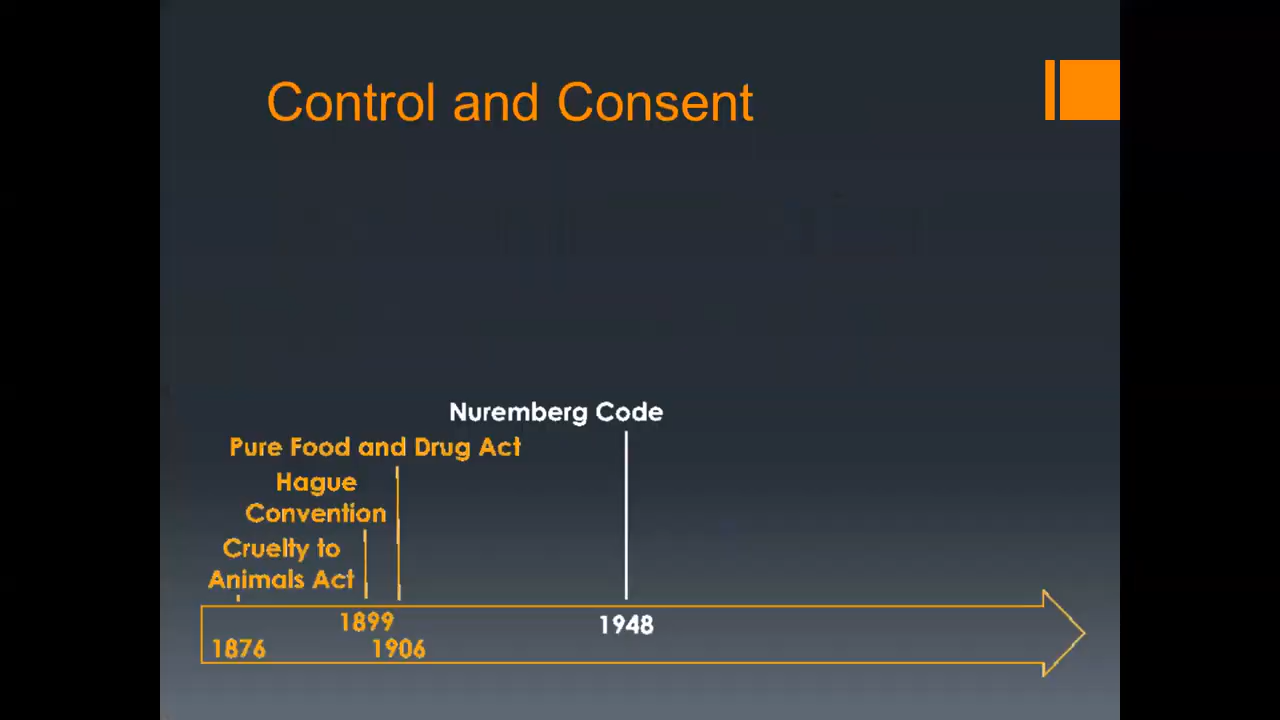 Control and Consent
Nuremberg Code
Pure Food and Drug Act
Hague
Convention
Cruelty to
Animals Act
1899
1948
1876
1906